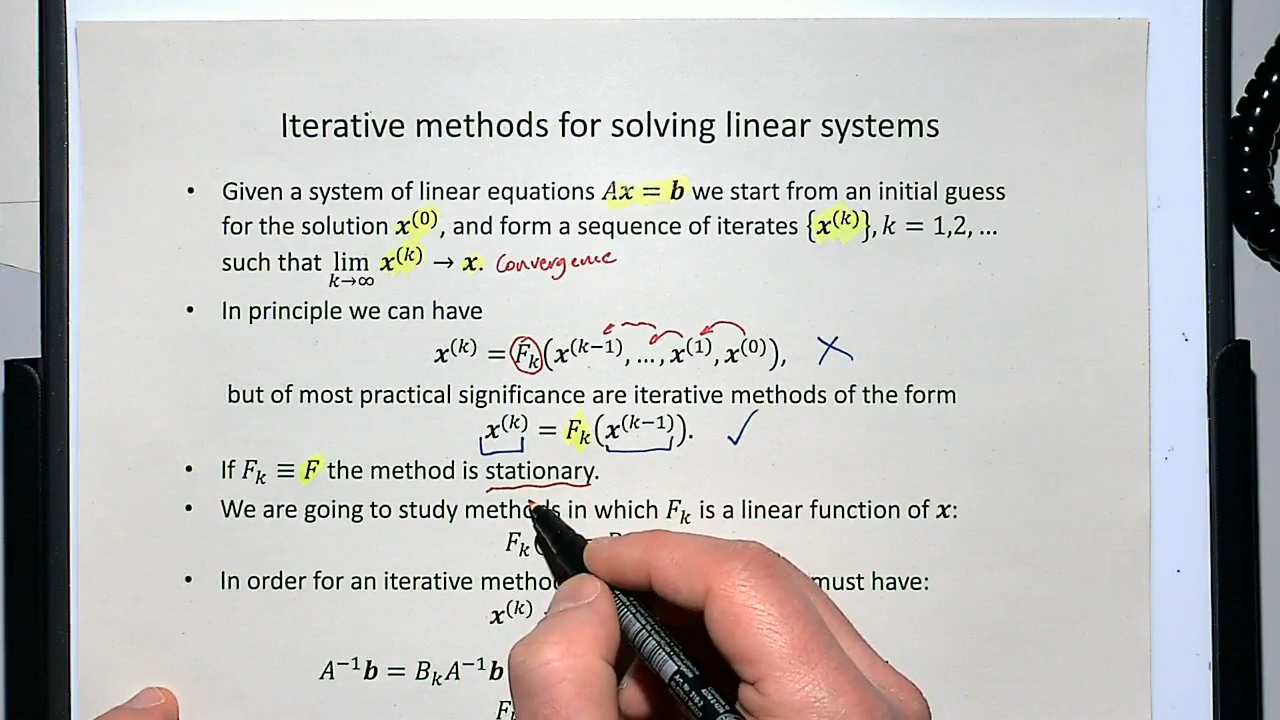 Iterative methods for solving linear systems
• Given a system of linear equations Ax = b we start from an initial guess
for the solution x^(0), and form a sequence of iterates {x^(k)}, k = 1,2, ...
such that lim_{k→∞} x^(k) → x. Convergence
• In principle we can have
x^(k) = F_k(x^(k−1), ... , x^(1), x^(0)),
but of most practical significance are iterative methods of the form
x^(k) = F_k(x^(k−1)). ✓
• If F_k ≡ F the method is stationary.
• We are going to study methods in which F_k is a linear function of x:
F_k(
• In order for an iterative must have:
x^(k)
A^−1b = B_kA^−1b